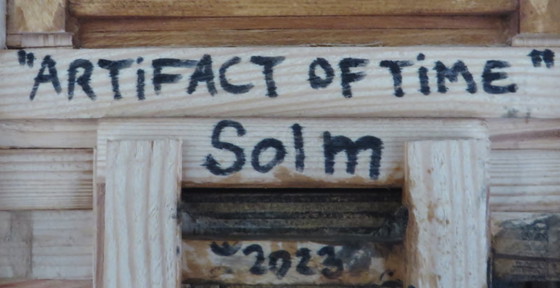 "ARTiFACT OF TiME"
Solm
2023